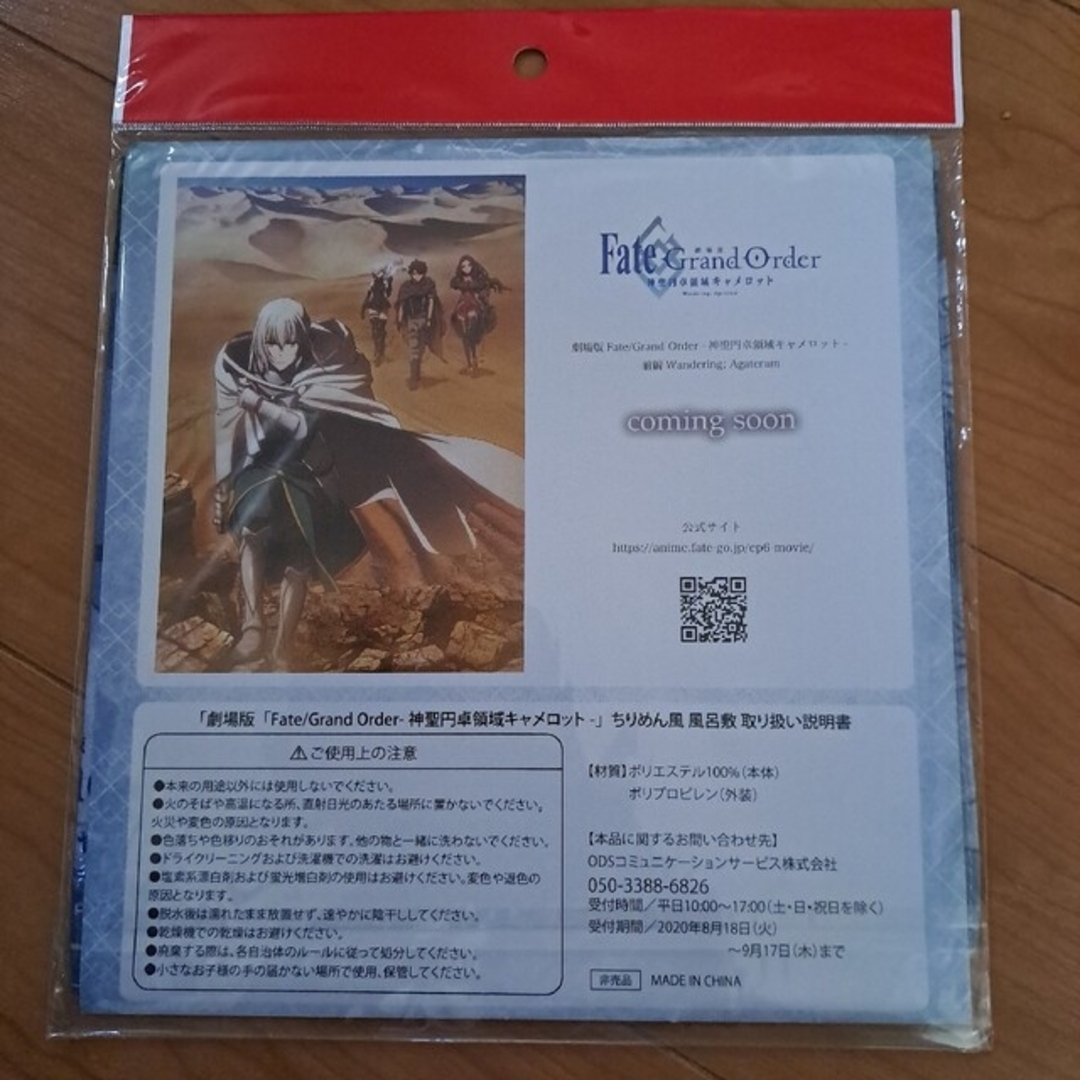 劇場版
Fate Grand Order
神聖円卓領域キャメロット
劇場版 Fate/Grand Order -神聖円卓領域キャメロット-
前編 Wandering; Agateram
coming soon
公式サイト
https://anime.fate-go.jp/ep6-movie/
「劇場版「Fate/Grand Order- 神聖円卓領域キャメロット -」ちりめん風 風呂敷 取り扱い説明書
⚠ご使用上の注意
●本来の用途以外には使用しないでください。
●火のそばや高温になる所、直射日光のあたる場所に置かないでください。
火災や変色の原因となります。
●色落ちや色移りのおそれがあります。他の物と一緒に洗わないでください。
●ドライクリーニングおよび洗濯機での洗濯はお避けください。
●塩素系漂白剤および蛍光増白剤の使用はお避けください。変色や退色の
原因となります。
●脱水後は濡れたまま放置せず、速やかに陰干ししてください。
●乾燥機での乾燥はお避けください。
●廃棄する際は、各自治体のルールに従って処分してください。
●小さなお子様の手の届かない場所で使用、保管してください。
【材質】ポリエステル100%(本体)
ポリプロピレン(外装)
【本品に関するお問い合わせ先】
ODSコミュニケーションサービス株式会社
050-3388-6826
受付時間/平日10:00～17:00(土・日・祝日を除く)
受付期間/2020年8月18日(火)
～9月17日(木)まで
非売品 MADE IN CHINA